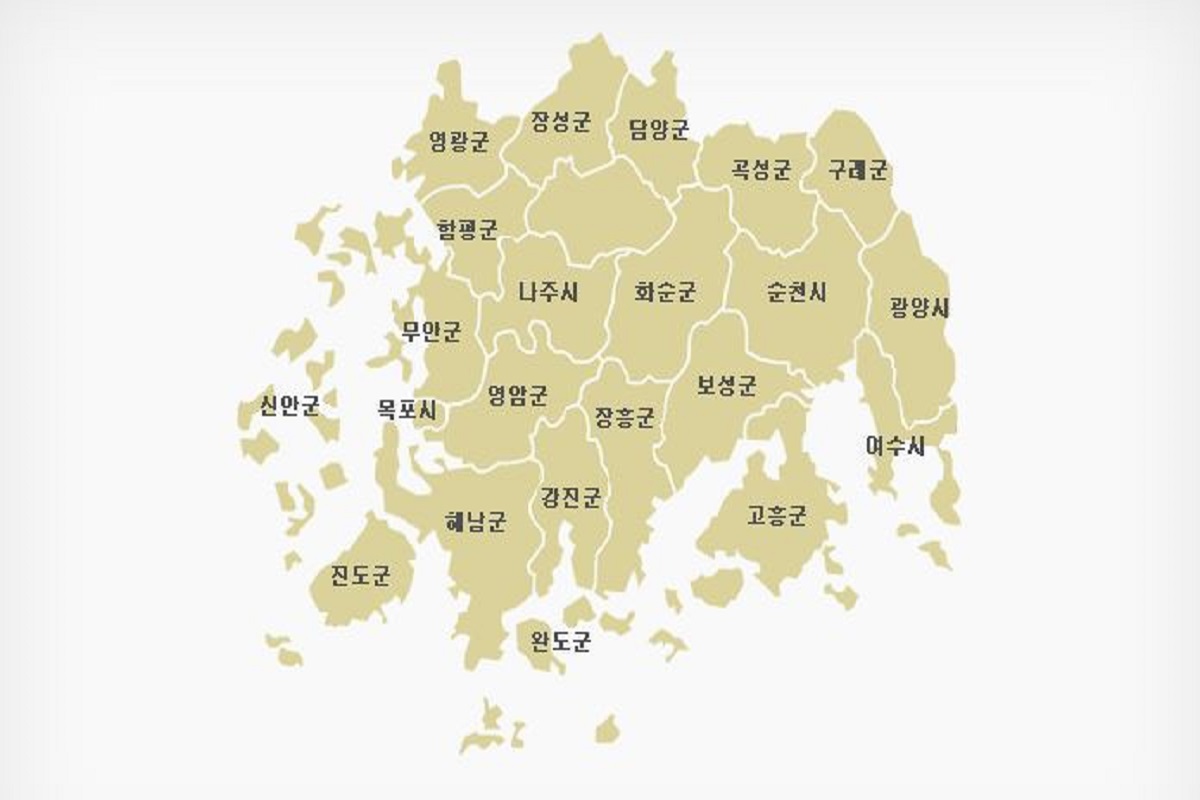 장성군
담양군
영광군
곡성군
구례군
함평군
나주시
화순군
순천시
광양시
무안군
보성군
영암군
신안군
목포시
장흥군
여수시
강진군
고흥군
해남군
진도군
완도군